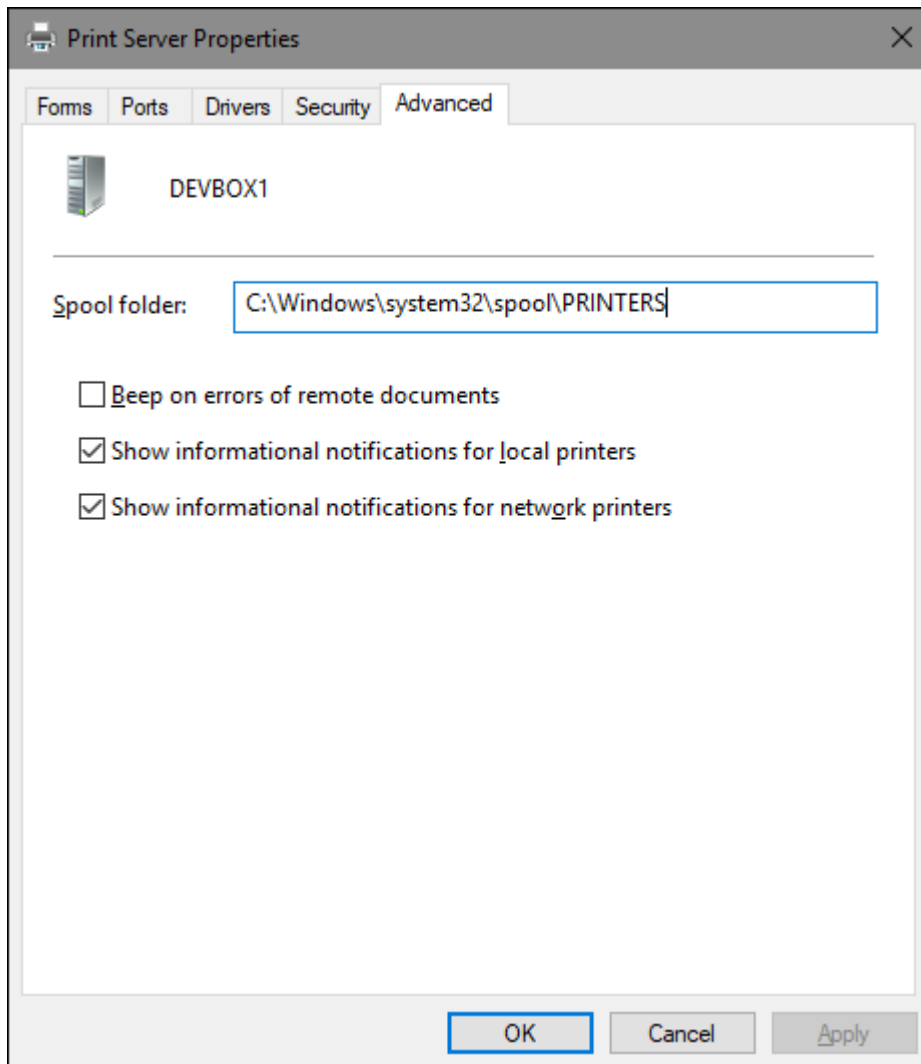 Print Server Properties
Forms Ports Drivers Security Advanced
DEVBOX1
Spool folder: C:\Windows\system32\spool\PRINTERS
Beep on errors of remote documents
Show informational notifications for local printers
Show informational notifications for network printers
OK Cancel Apply